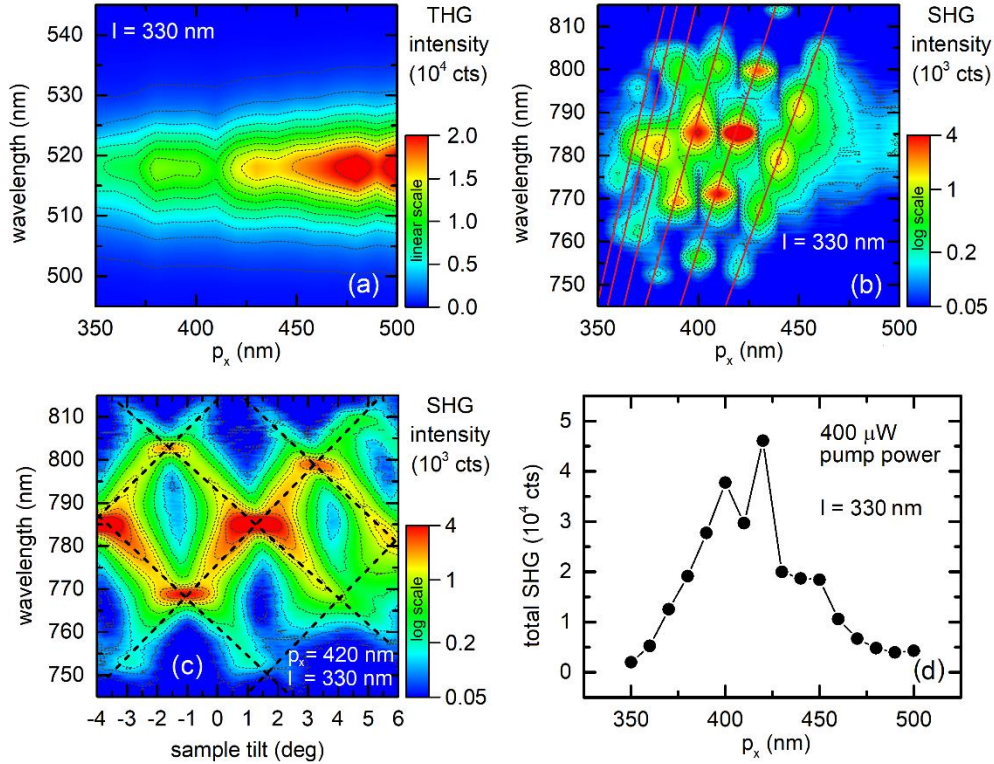 l = 330 nm
THG
intensity
(10⁴ cts)
540
530
520
510
500
wavelength (nm)
2.0
1.5
1.0
0.5
0.0
linear scale
(a)
350
400
450
500
pₓ (nm)
SHG
intensity
(10³ cts)
810
800
790
780
770
760
750
wavelength (nm)
4
1
0.2
0.05
log scale
l = 330 nm
(b)
350
400
450
500
pₓ (nm)
SHG
intensity
(10³ cts)
810
800
790
780
770
760
750
wavelength (nm)
4
1
0.2
0.05
log scale
(c)
pₓ = 420 nm
l = 330 nm
-4 -3 -2 -1 0 1 2 3 4 5 6
sample tilt (deg)
400 μW
pump power
l = 330 nm
5
4
3
2
1
0
total SHG (10⁴ cts)
(d)
350
400
450
500
pₓ (nm)